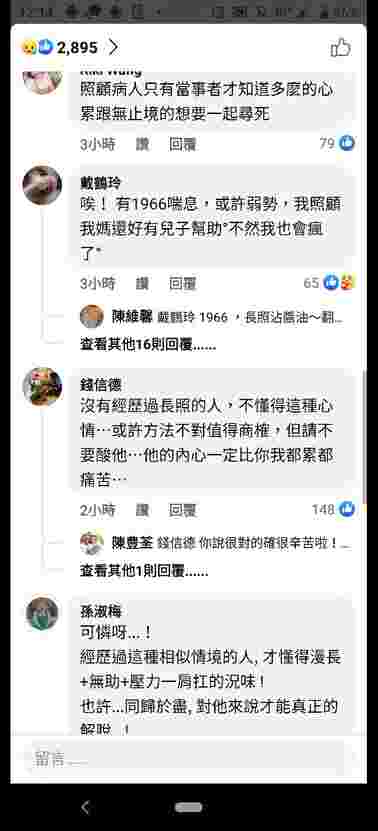 12:14
2,895
Kiki Wang
照顧病人只有當事者才知道多麼的心
累跟無止境的想要一起尋死
3小時 讚 回覆 79
戴鶴玲
唉！ 有1966喘息，或許弱勢，我照顧
我媽還好有兒子幫助"不然我也會瘋
了"
3小時 讚 回覆 65
陳維馨 戴鶴玲 1966 ，長照沾醬油～翻...
查看其他16則回覆......
錢信德
沒有經歷過長照的人，不懂得這種心
情⋯或許方法不對值得商榷，但請不
要酸他⋯他的內心一定比你我都累都
痛苦⋯
2小時 讚 回覆 148
陳豊荃 錢信德 你說很對的確很辛苦啦！...
查看其他1則回覆......
孫淑梅
可憐呀...！
經歷過這種相似情境的人, 才懂得漫長
+無助+壓力一肩扛的況味！
也許...同歸於盡, 對他來說才能真正的
解脫...！
留言......